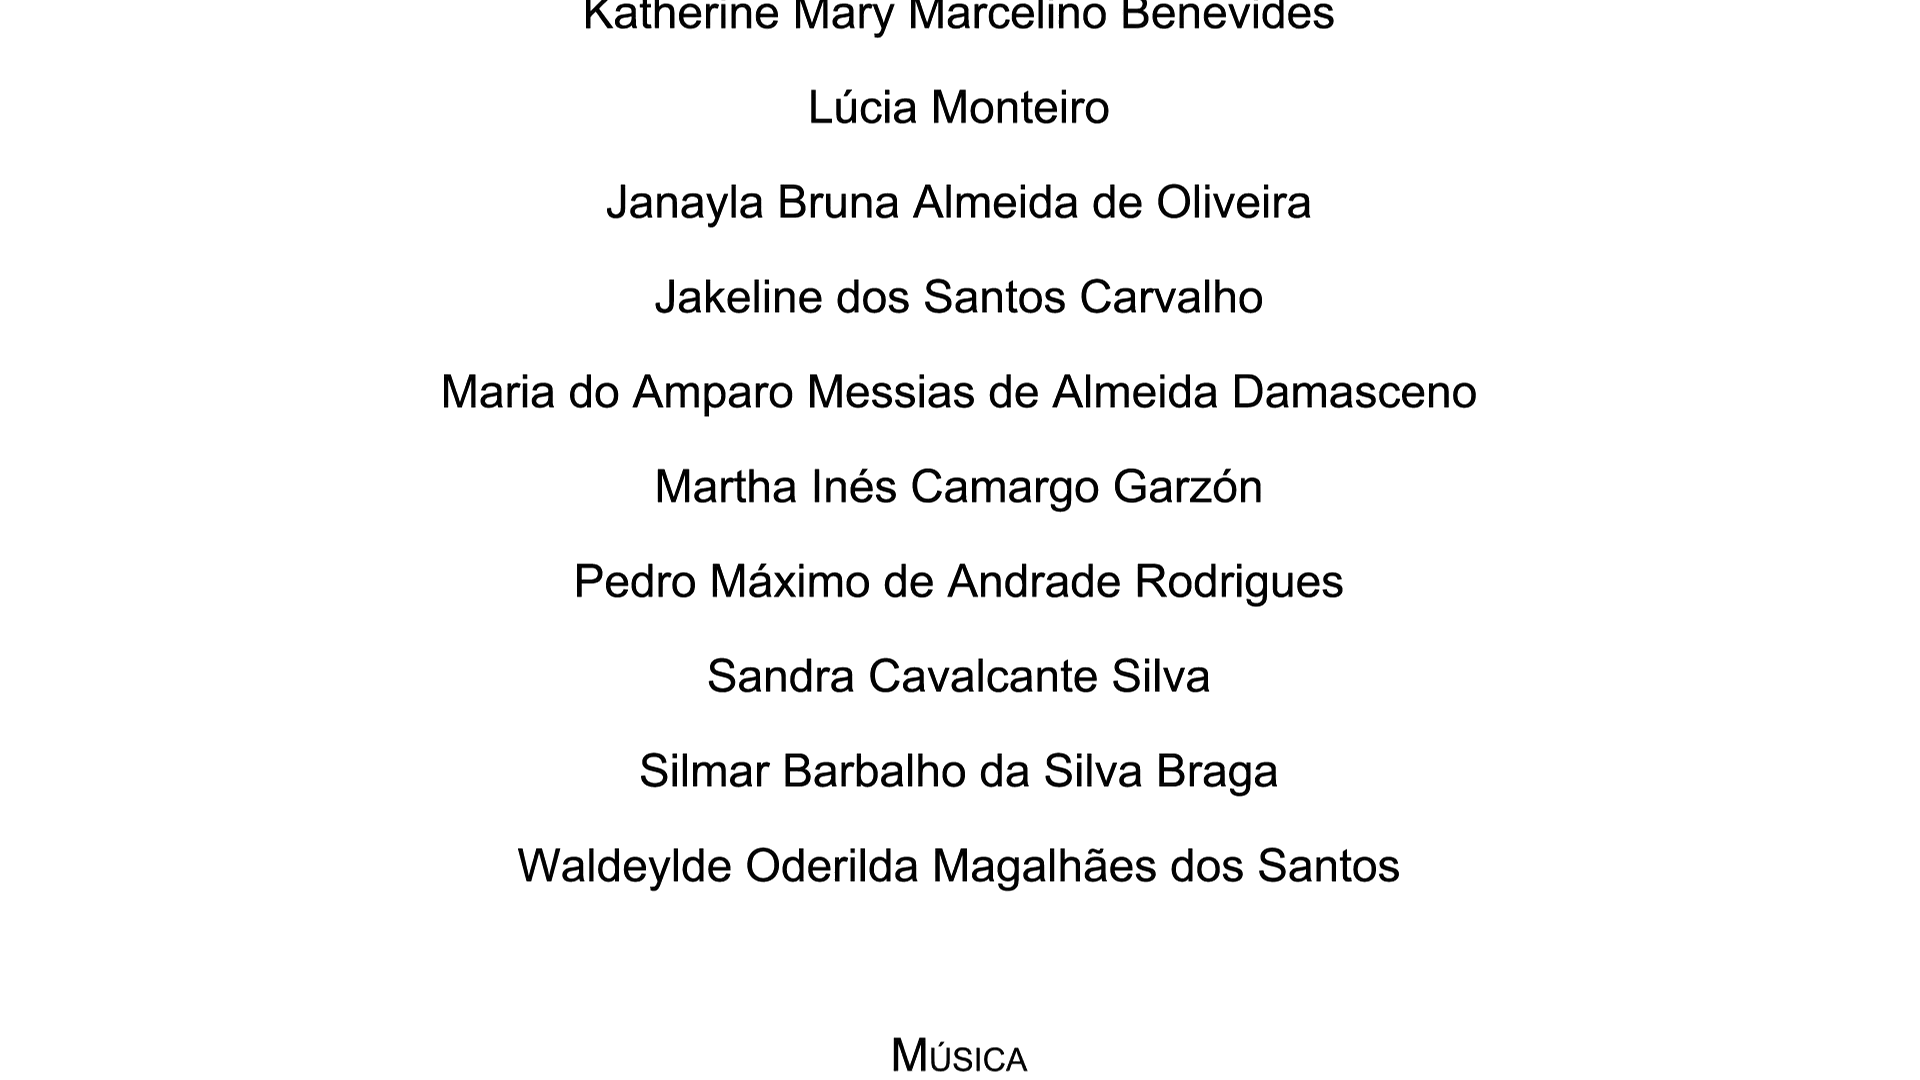 Katherine Mary Marcelino Benevides
Lúcia Monteiro
Janayla Bruna Almeida de Oliveira
Jakeline dos Santos Carvalho
Maria do Amparo Messias de Almeida Damasceno
Martha Inés Camargo Garzón
Pedro Máximo de Andrade Rodrigues
Sandra Cavalcante Silva
Silmar Barbalho da Silva Braga
Waldeylde Oderilda Magalhães dos Santos
MÚSICA